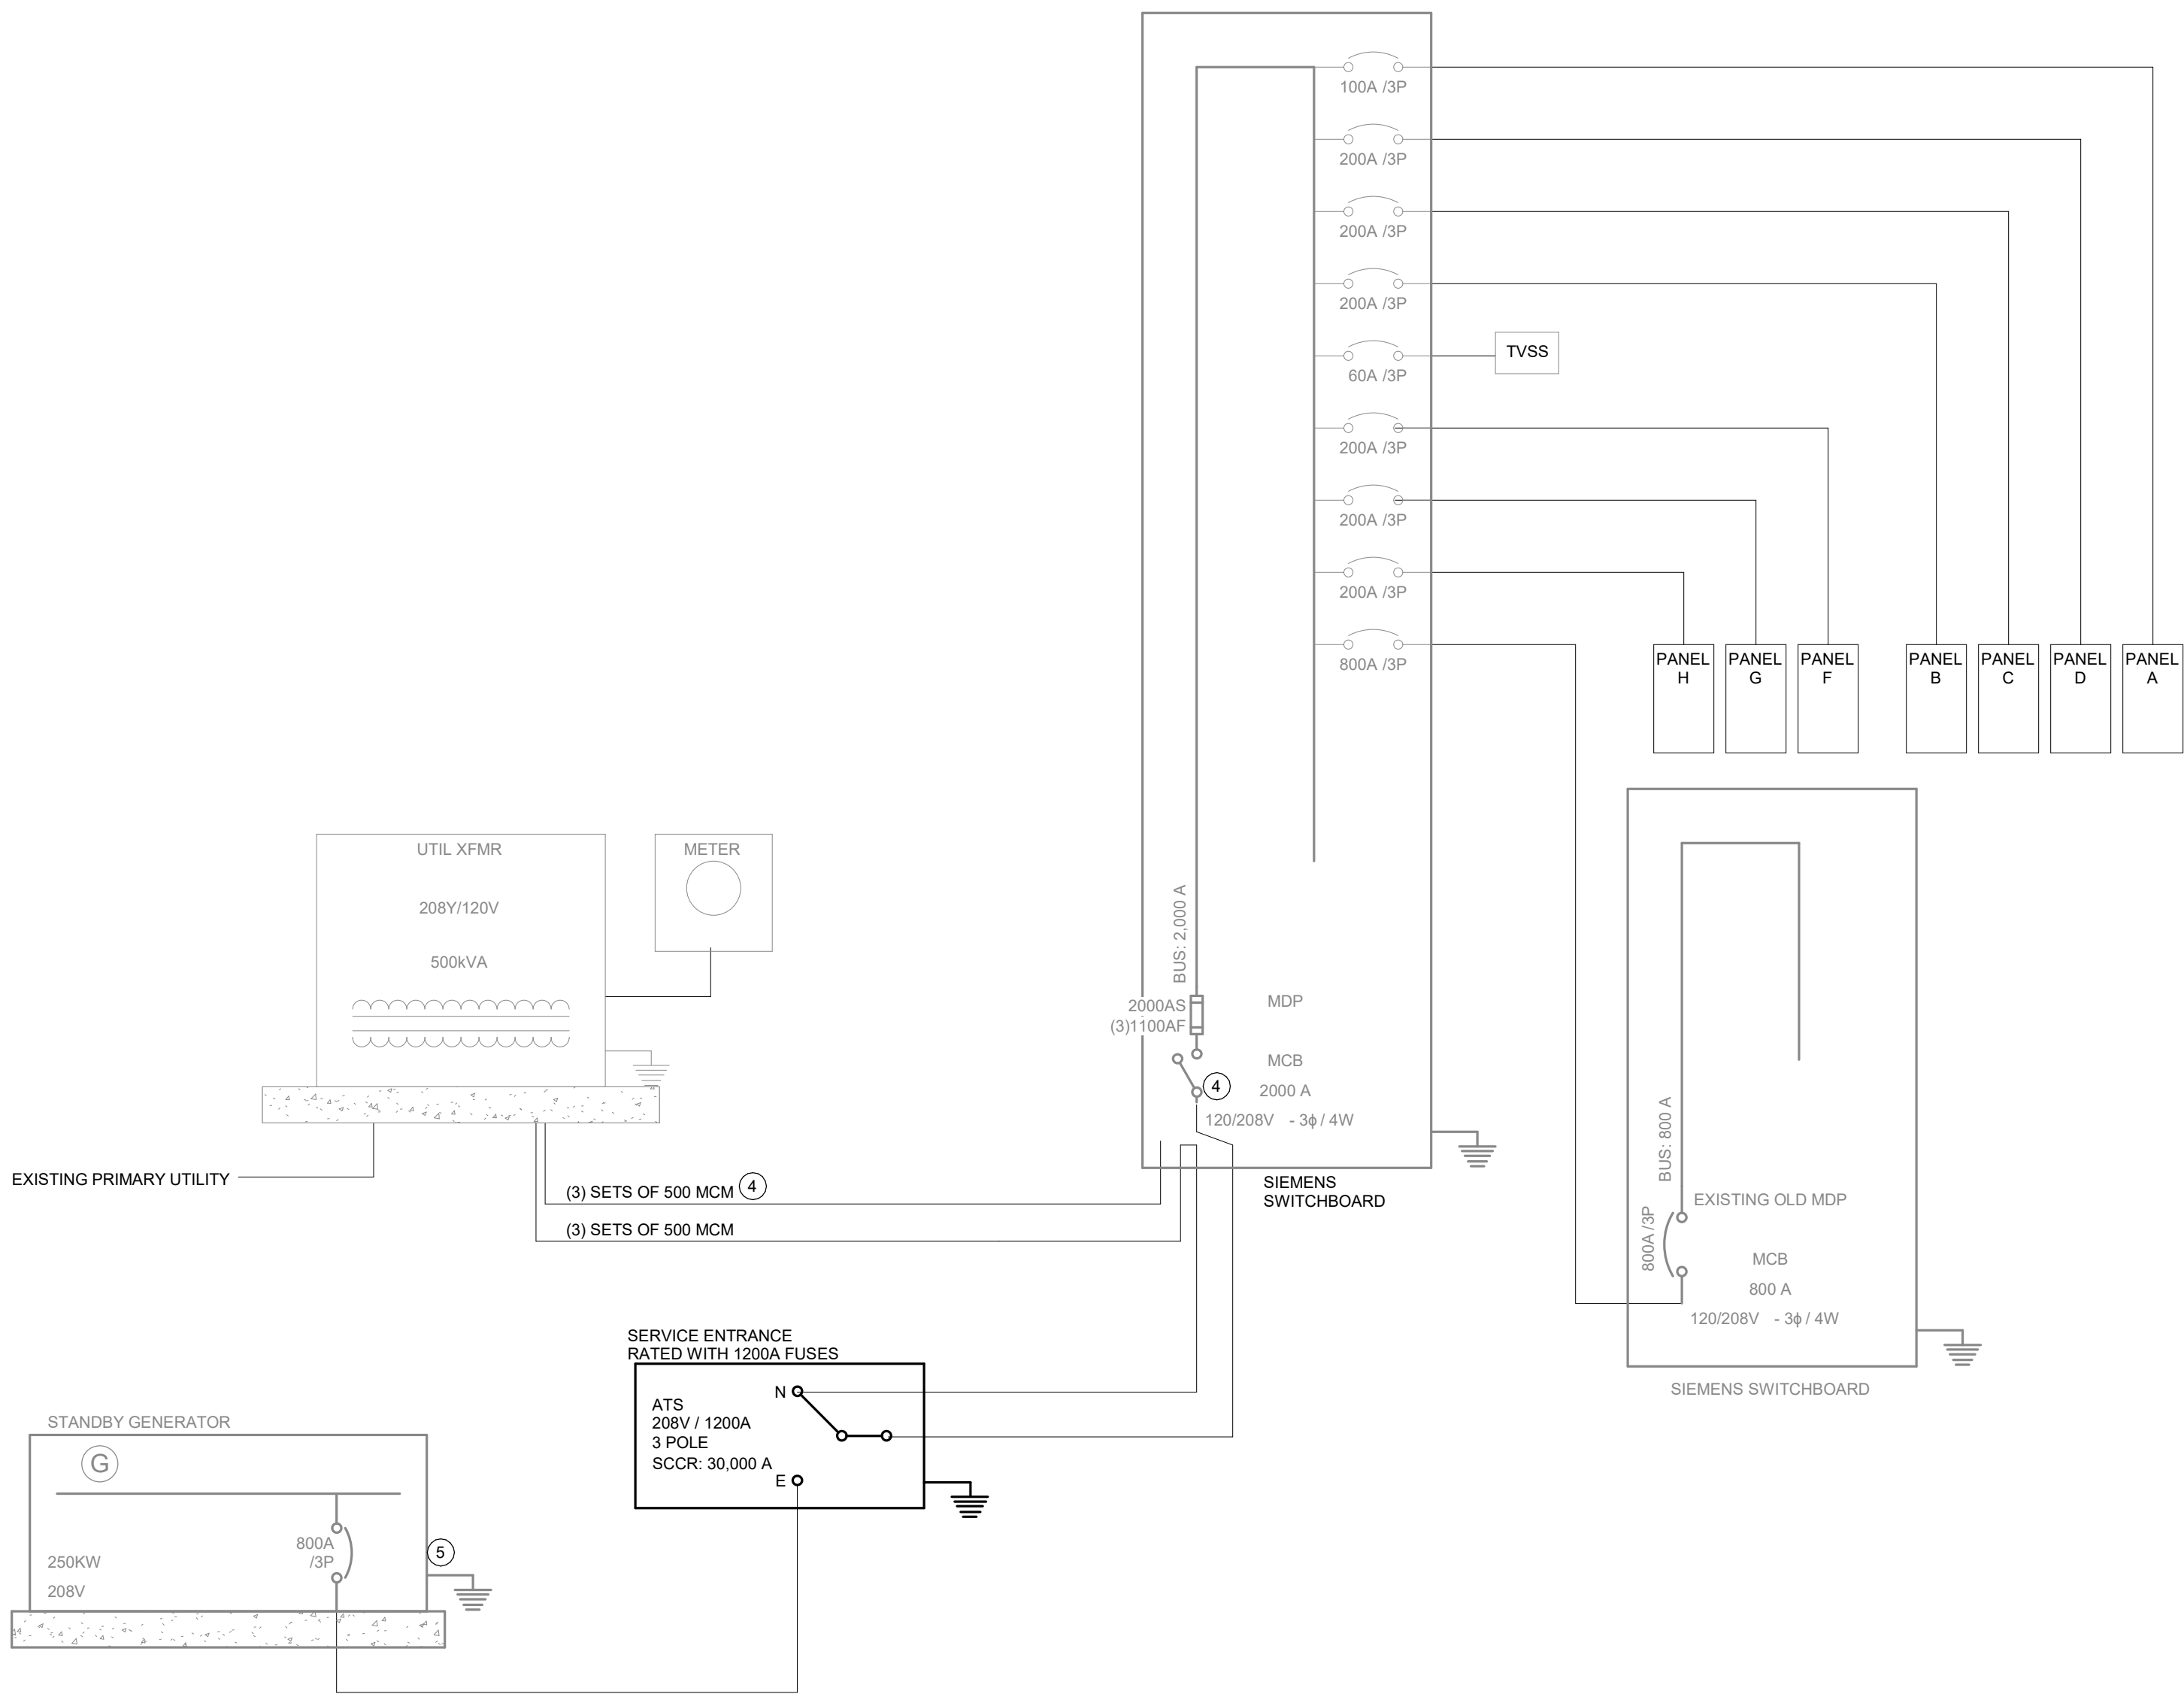 100A /3P
200A /3P
200A /3P
200A /3P
60A /3P
TVSS
200A /3P
200A /3P
200A /3P
800A /3P
PANEL
H
PANEL
G
PANEL
F
PANEL
B
PANEL
C
PANEL
D
PANEL
A
UTIL XFMR
208Y/120V
500kVA
METER
BUS: 2,000 A
2000AS
(3)1100AF
MDP
MCB
2000 A
4
120/208V - 3ϕ / 4W
SIEMENS
SWITCHBOARD
EXISTING PRIMARY UTILITY
(3) SETS OF 500 MCM
4
(3) SETS OF 500 MCM
BUS: 800 A
800A /3P
EXISTING OLD MDP
MCB
800 A
120/208V - 3ϕ / 4W
SIEMENS SWITCHBOARD
SERVICE ENTRANCE
RATED WITH 1200A FUSES
N
ATS
208V / 1200A
3 POLE
SCCR: 30,000 A
E
STANDBY GENERATOR
G
800A
/3P
250KW
208V
5